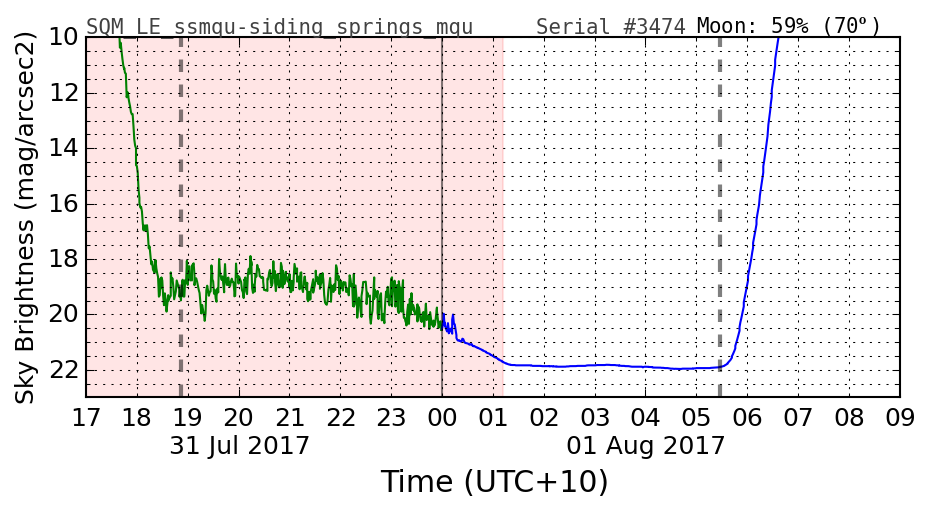 SQM_LE_ssmqu-siding_springs_mqu Serial #3474 Moon: 59% (70°)
Sky Brightness (mag/arcsec2)
10
12
14
16
18
20
22
17 18 19 20 21 22 23 00 01 02 03 04 05 06 07 08 09
31 Jul 2017 01 Aug 2017
Time (UTC+10)